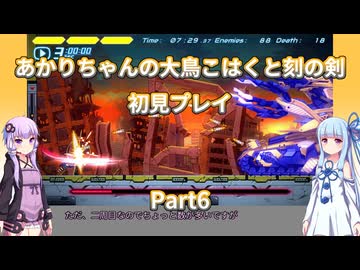 3:00:00
Time: 07:29.37 Enemies: 88 Death: 18
あかりちゃんの大鳥こはくと刻の剣
初見プレイ
Part6
ただ、二周目なのでちょっと数が多いですが